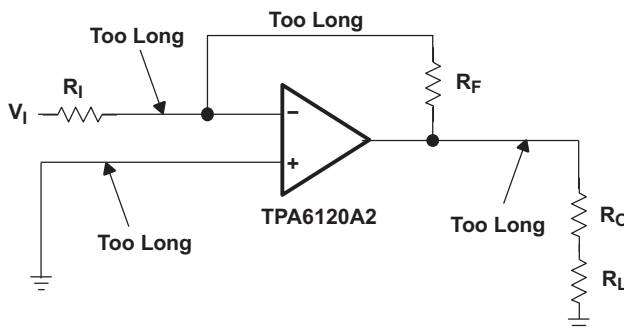 Too Long
Too Long
RI
RF
VI
−
+
TPA6120A2
Too Long
Too Long
RO
RL